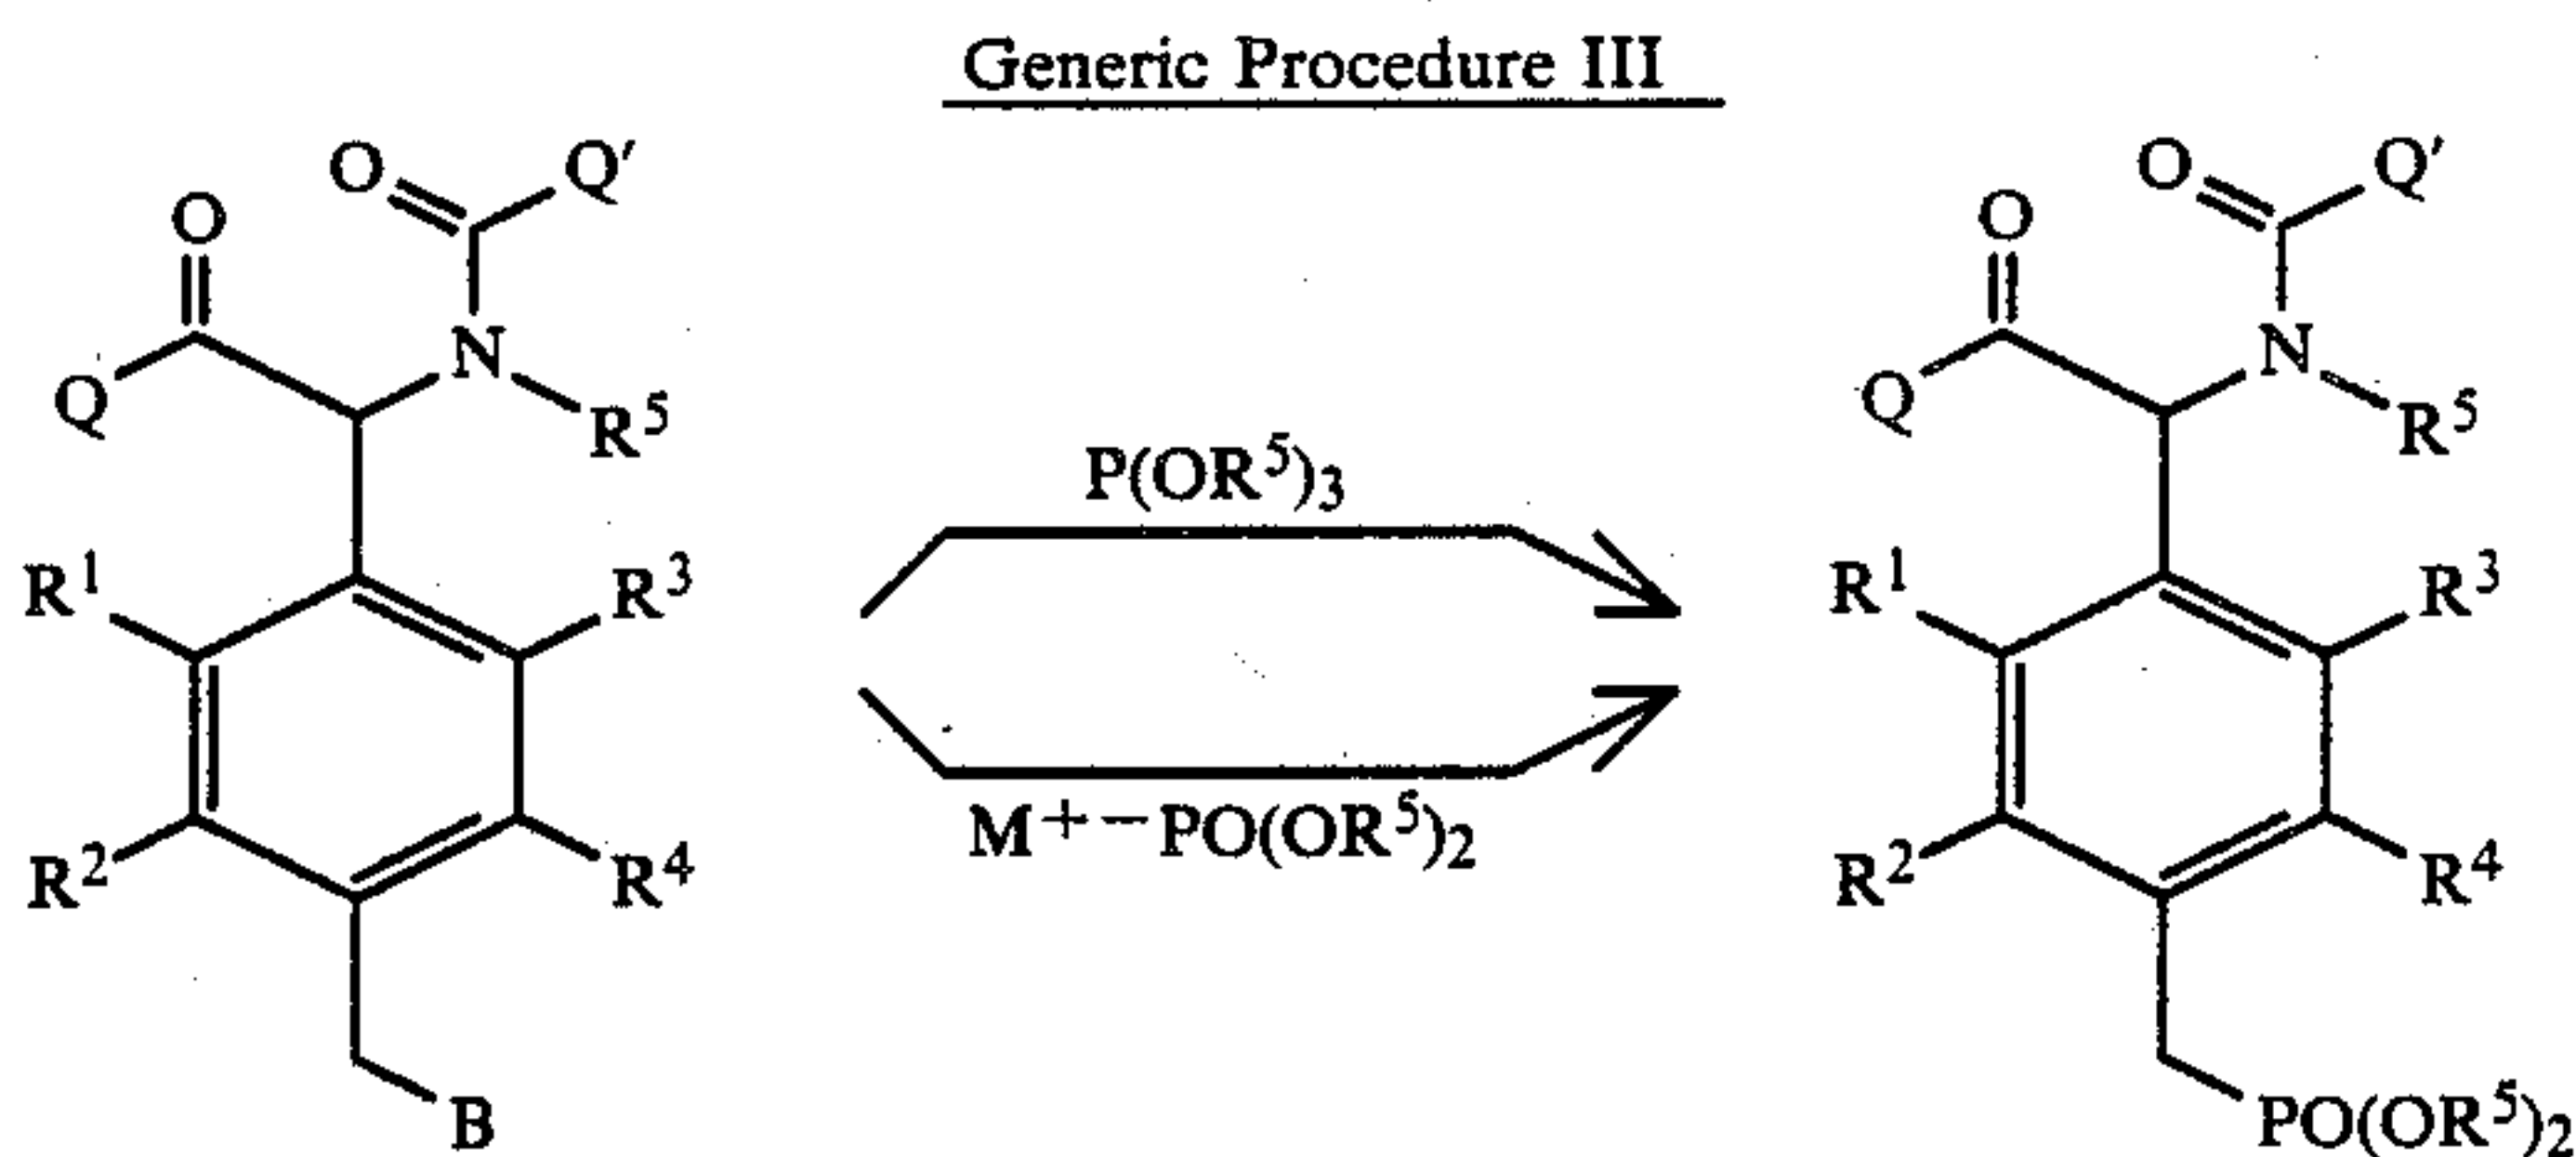 Generic Procedure III
O Q' O Q'
O O
N N
Q R⁵ Q R⁵
P(OR⁵)₃
R¹ R³ R¹ R³
M⁺⁻PO(OR⁵)₂
R² R⁴ R² R⁴
B PO(OR⁵)₂